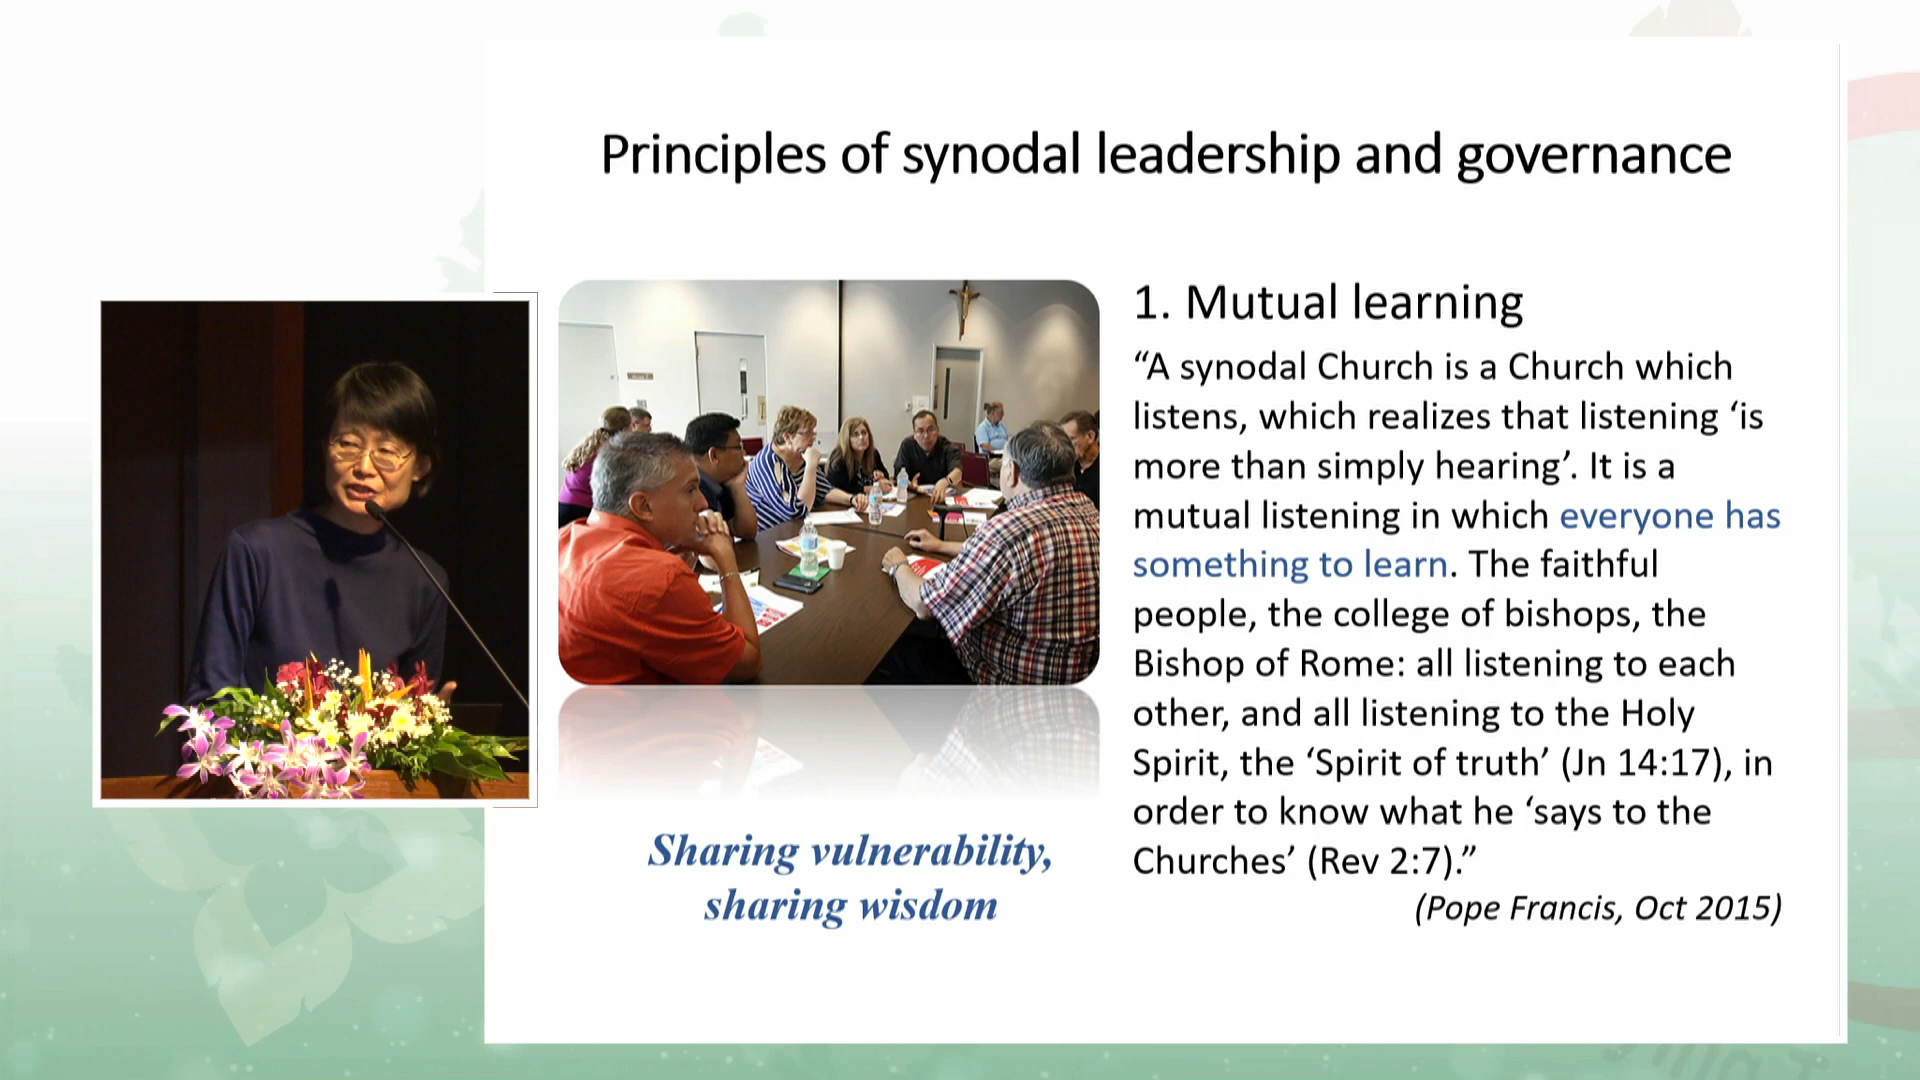 Principles of synodal leadership and governance
1. Mutual learning
“A synodal Church is a Church which
listens, which realizes that listening ‘is
more than simply hearing’. It is a
mutual listening in which everyone has
something to learn. The faithful
people, the college of bishops, the
Bishop of Rome: all listening to each
other, and all listening to the Holy
Spirit, the ‘Spirit of truth’ (Jn 14:17), in
order to know what he ‘says to the
Churches’ (Rev 2:7).”
(Pope Francis, Oct 2015)
Sharing vulnerability,
sharing wisdom